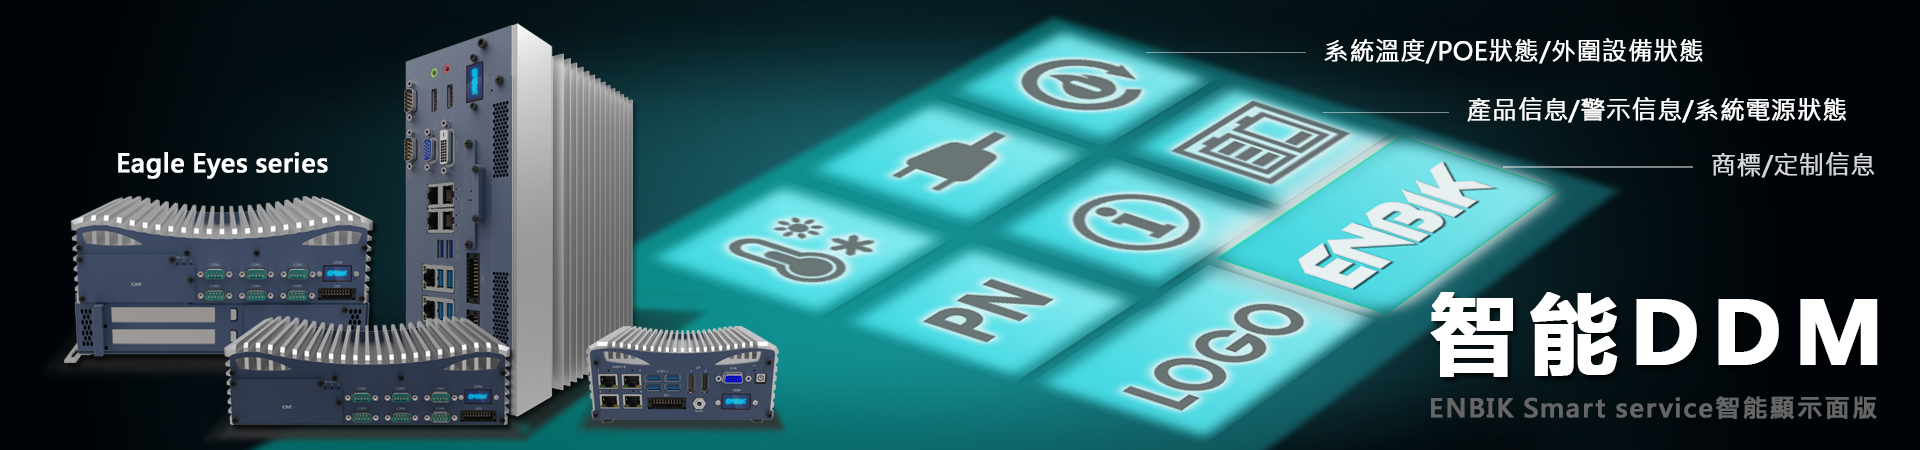 系統溫度/POE狀態/外圍設備狀態
產品信息/警示信息/系統電源狀態
商標/定制信息
Eagle Eyes series
ENBIK
PN
LOGO
智能DDM
ENBIK Smart service智能顯示面版